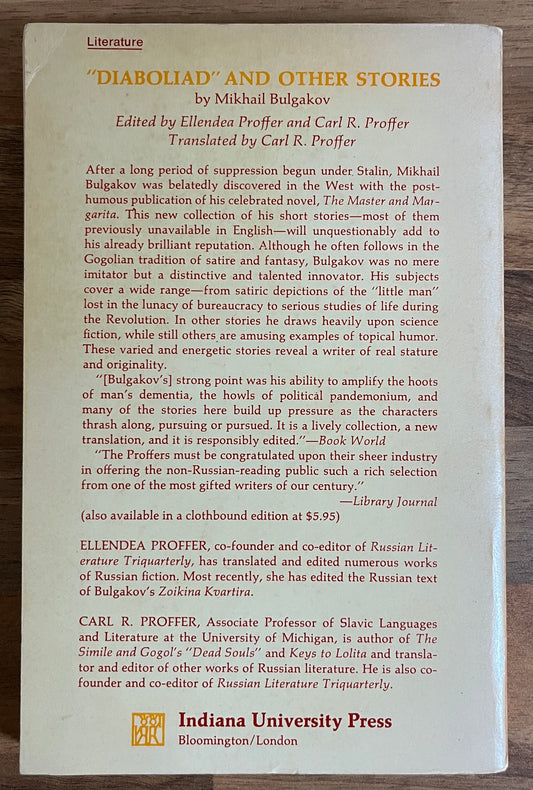 Literature
"DIABOLIAD" AND OTHER STORIES
by Mikhail Bulgakov
Edited by Ellendea Proffer and Carl R. Proffer
Translated by Carl R. Proffer
After a long period of suppression begun under Stalin, Mikhail
Bulgakov was belatedly discovered in the West with the post-
humous publication of his celebrated novel, The Master and Mar-
garita. This new collection of his short stories—most of them
previously unavailable in English—will unquestionably add to
his already brilliant reputation. Although he often follows in the
Gogolian tradition of satire and fantasy, Bulgakov was no mere
imitator but a distinctive and talented innovator. His subjects
cover a wide range—from satiric depictions of the "little man"
lost in the lunacy of bureaucracy to serious studies of life during
the Revolution. In other stories he draws heavily upon science
fiction, while still others are amusing examples of topical humor.
These varied and energetic stories reveal a writer of real stature
and originality.
"[Bulgakov's] strong point was his ability to amplify the hoots
of man's dementia, the howls of political pandemonium, and
many of the stories here build up pressure as the characters
thrash along, pursuing or pursued. It is a lively collection, a new
translation, and it is responsibly edited."—Book World
"The Proffers must be congratulated upon their sheer industry
in offering the non-Russian-reading public such a rich selection
from one of the most gifted writers of our century."
—Library Journal
(also available in a clothbound edition at $5.95)
ELLENDEA PROFFER, co-founder and co-editor of Russian Lit-
erature Triquarterly, has translated and edited numerous works
of Russian fiction. Most recently, she has edited the Russian text
of Bulgakov's Zoikina Kvartira.
CARL R. PROFFER, Associate Professor of Slavic Languages
and Literature at the University of Michigan, is author of The
Simile and Gogol's "Dead Souls" and Keys to Lolita and transla-
tor and editor of other works of Russian literature. He is also co-
founder and co-editor of Russian Literature Triquarterly.
Indiana University Press
Bloomington/London